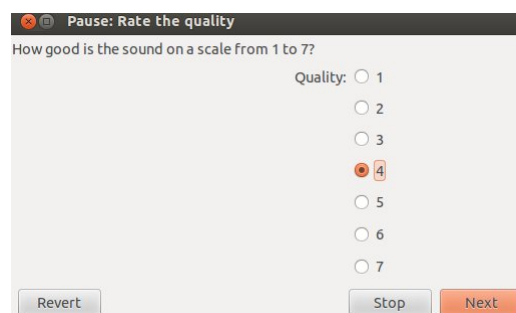 Pause: Rate the quality
How good is the sound on a scale from 1 to 7?
Quality: 1
2
3
4
5
6
7
Revert Stop Next